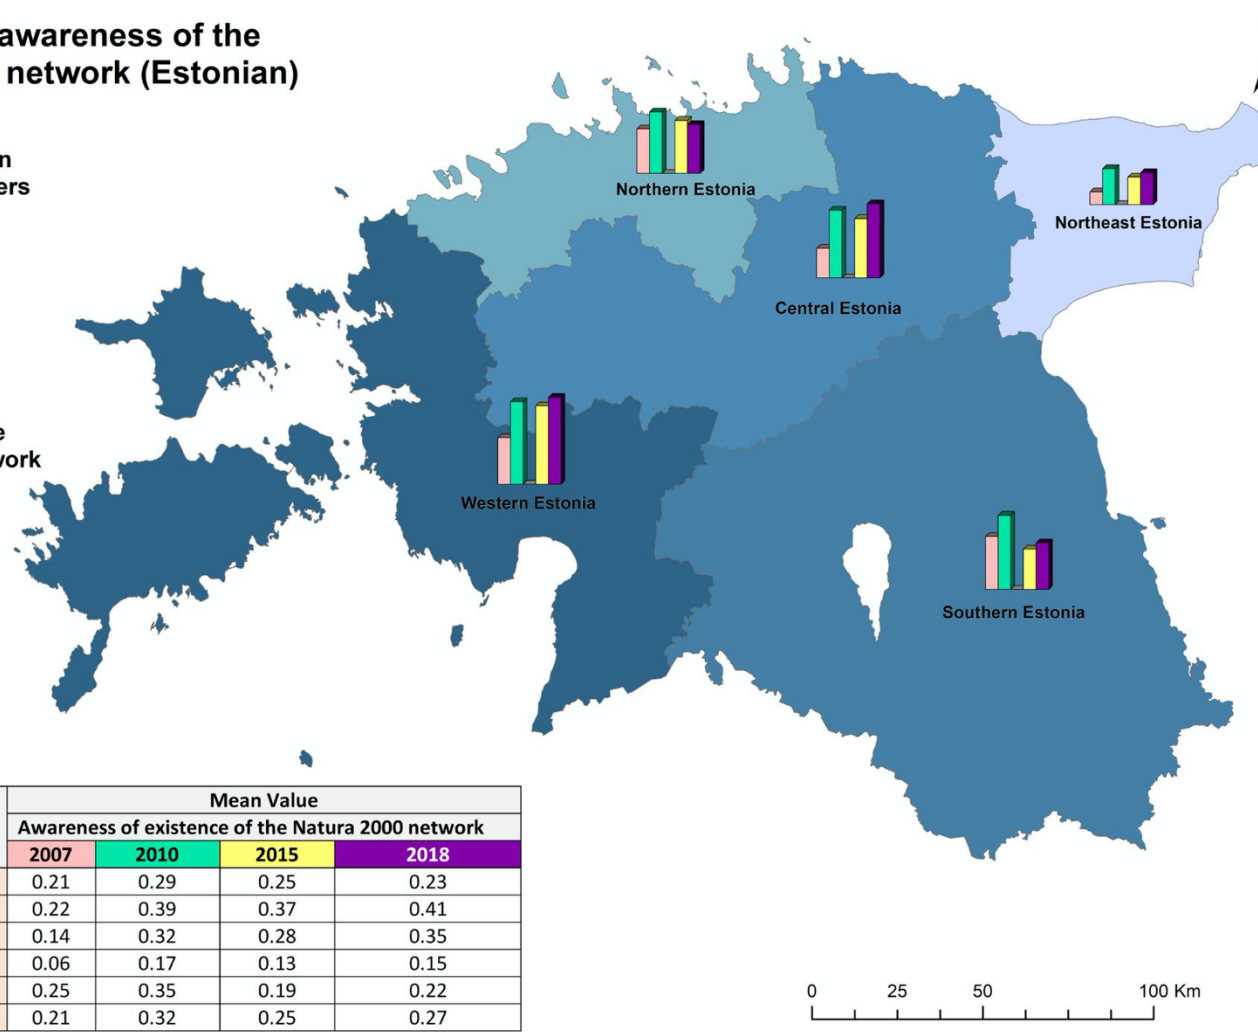 awareness of the
network (Estonian)
n
ers
Northern Estonia
Northeast Estonia
Central Estonia
e
work
Western Estonia
Southern Estonia
Mean Value
Awareness of existence of the Natura 2000 network
2007 2010 2015 2018
0.21 0.29 0.25 0.23
0.22 0.39 0.37 0.41
0.14 0.32 0.28 0.35
0.06 0.17 0.13 0.15
0.25 0.35 0.19 0.22
0.21 0.32 0.25 0.27
0 25 50 100 Km